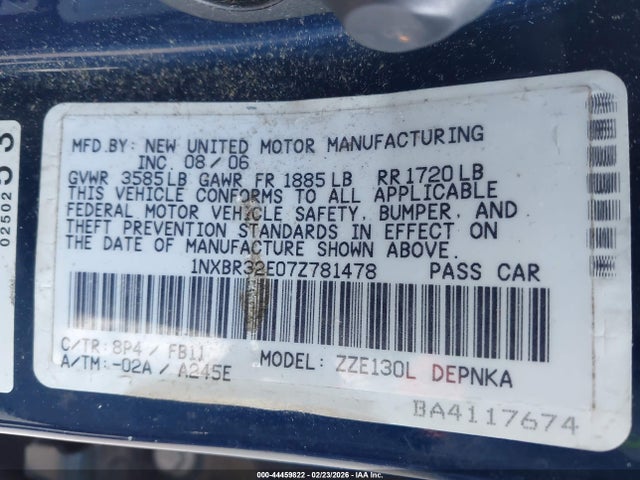 MFD.BY: NEW UNITED MOTOR MANUFACTURING
INC. 08/06
GVWR 3585LB GAWR FR 1885LB RR1720LB
THIS VEHICLE CONFORMS TO ALL APPLICABLE
FEDERAL MOTOR VEHICLE SAFETY, BUMPER, AND
THEFT PREVENTION STANDARDS IN EFFECT ON
THE DATE OF MANUFACTURE SHOWN ABOVE.
1NXBR32E07Z781478 PASS CAR
C/TR: 8P4 / FB11
A/TM: -02A / A245E
MODEL: ZZE130L DEPNKA
BA4117674
02502
53
000-44459822 - 02/23/2026 - IAA Inc.